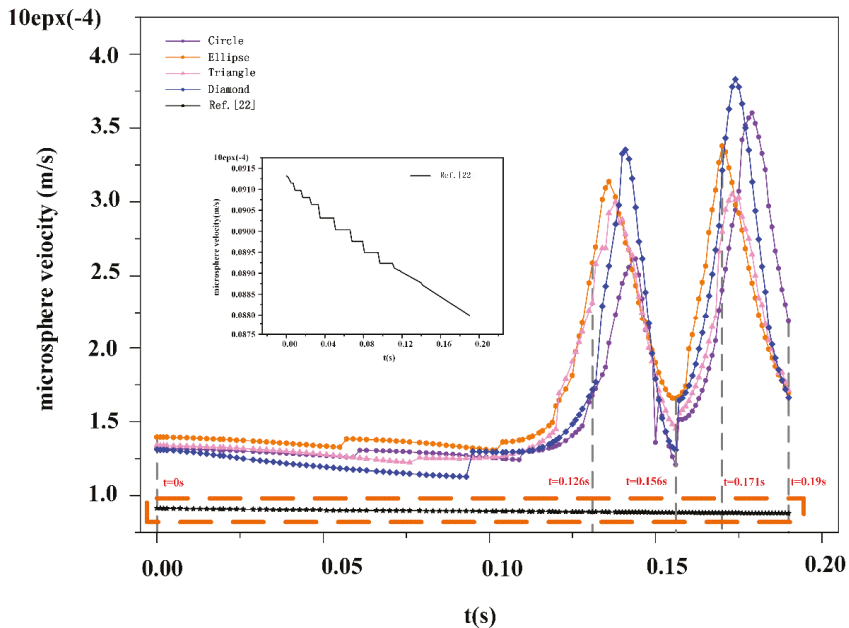 10epx(-4)
4.0
3.5
3.0
2.5
2.0
1.5
1.0
microsphere veiocity (m/s)
Circle
Ellipse
Triangle
Diamond
Ref.[22]
10epx(-4)
0.0915
0.0910
0.0905
0.0900
0.0895
0.0890
0.0885
0.0880
0.0875
microsphere velocity(m/s)
Ref.[22
0.00 0.04 0.08 0.12 0.16 0.20
t(s)
t=0s t=0.126s t=0.156s t=0.171s t=0.19s
0.00 0.05 0.10 0.15 0.20
t(s)